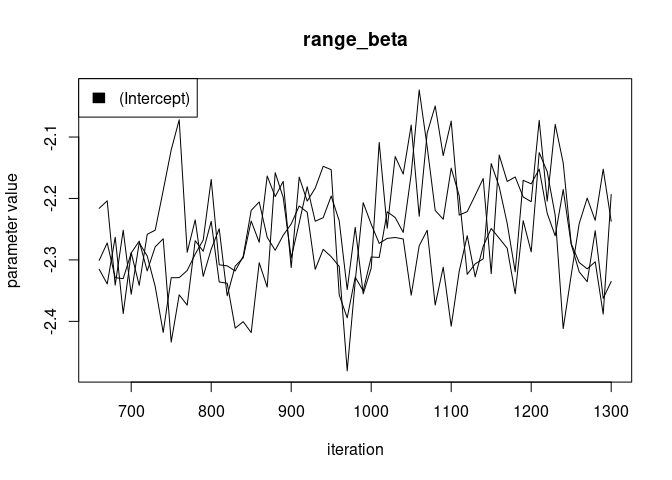 range_beta
(Intercept)
parameter value
-2.1
-2.2
-2.3
-2.4
700 800 900 1000 1100 1200 1300
iteration